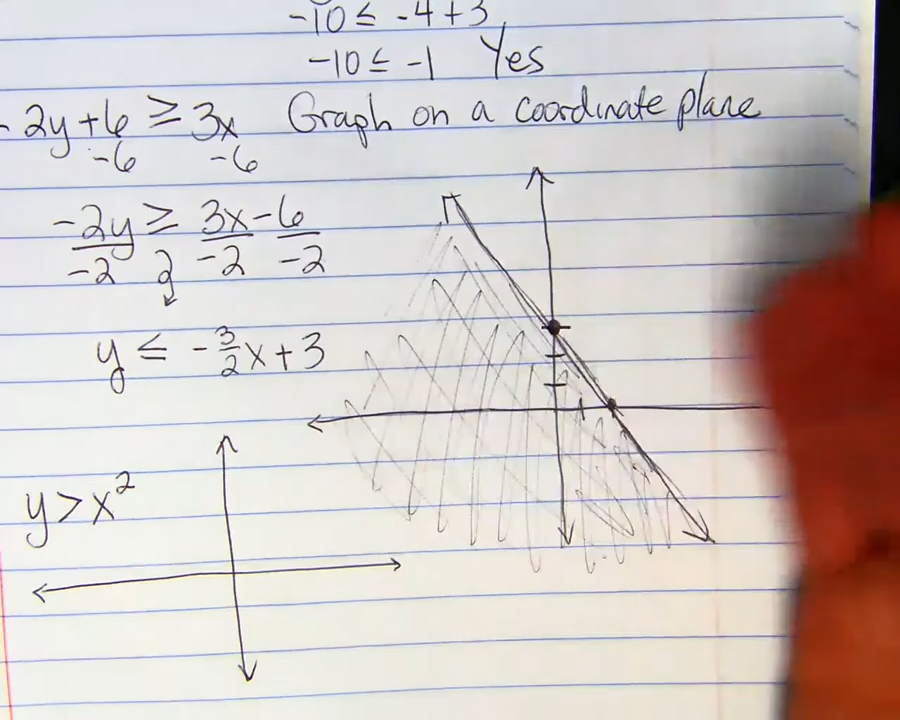 -10 ≤ -4+3
-10 ≤ -1 Yes
- 2y+6 ≥ 3x Graph on a coordinate plane
-6 -6
-2y ≥ 3x-6
-2 2 -2 -2
y ≤ -3/2x+3
y > x²